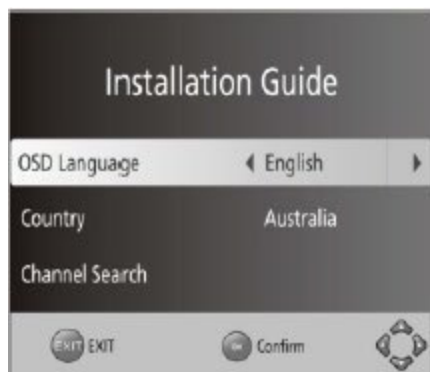 Installation Guide
OSD Language English
Country Australia
Channel Search
EXIT EXIT OK Confirm